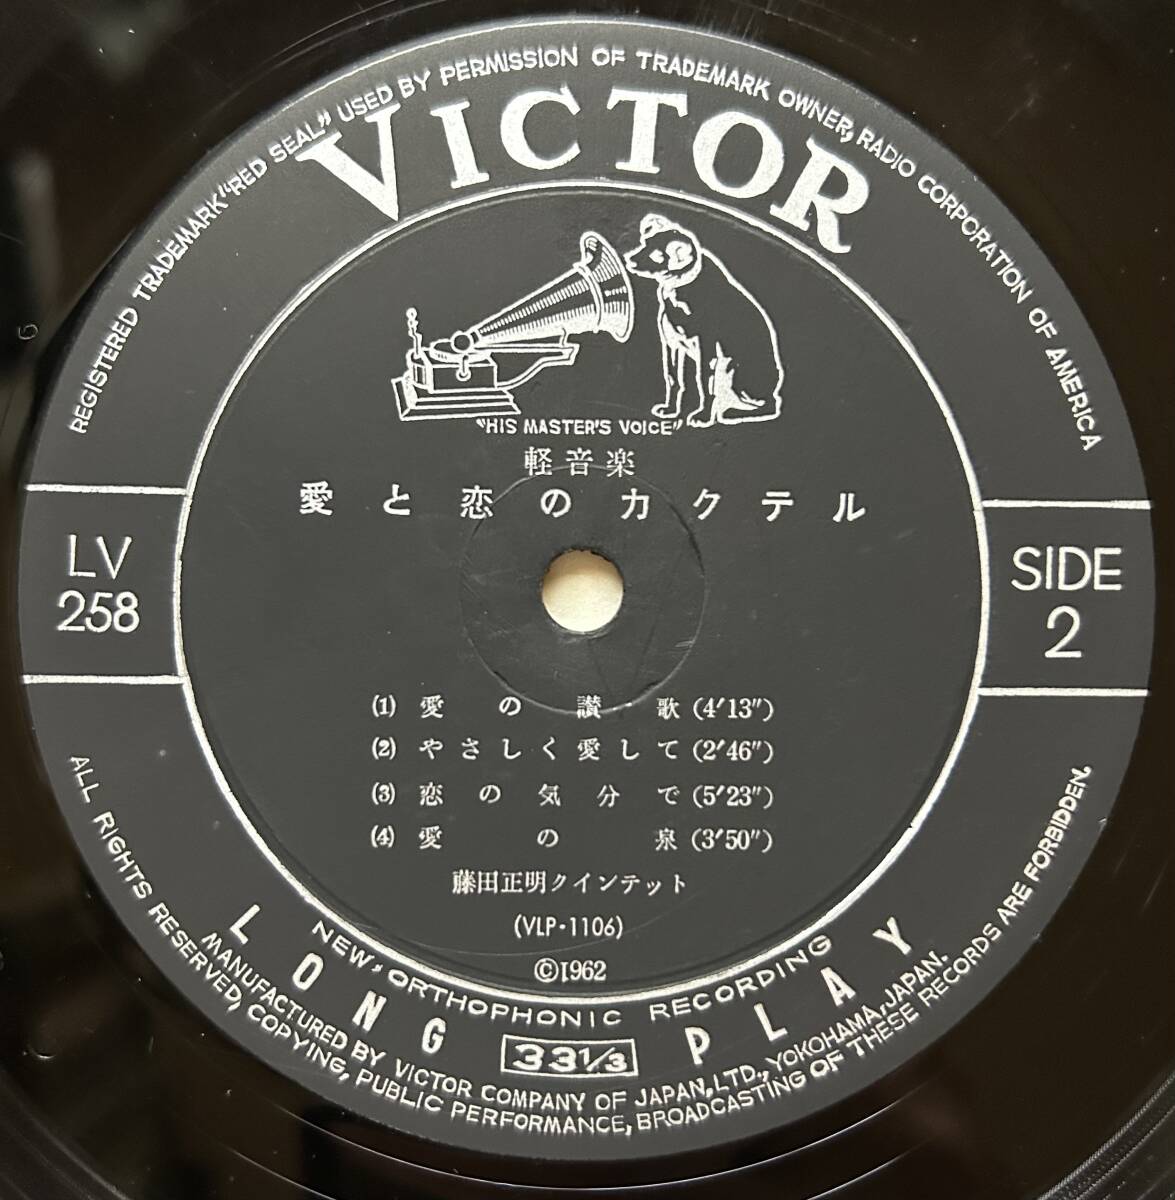 REGISTERED TRADEMARK “RED SEAL” USED BY PERMISSION OF TRADEMARK OWNER, RADIO CORPORATION OF AMERICA
VICTOR
“HIS MASTER'S VOICE”
軽音楽
愛と恋のカクテル
LV
258
SIDE
2
(1) 愛の讃歌 (4′13″)
(2) やさしく愛して (2′46″)
(3) 恋の気分で (5′23″)
(4) 愛の泉 (3′50″)
藤田正明クインテット
(VLP-1106)
©1962
NEW, ORTHOPHONIC RECORDING
LONG 33 1/3 PLAY
MANUFACTURED BY VICTOR COMPANY OF JAPAN, LTD., YOKOHAMA, JAPAN.
ALL RIGHTS RESERVED, COPYING, PUBLIC PERFORMANCE, BROADCASTING OF THESE RECORDS ARE FORBIDDEN.